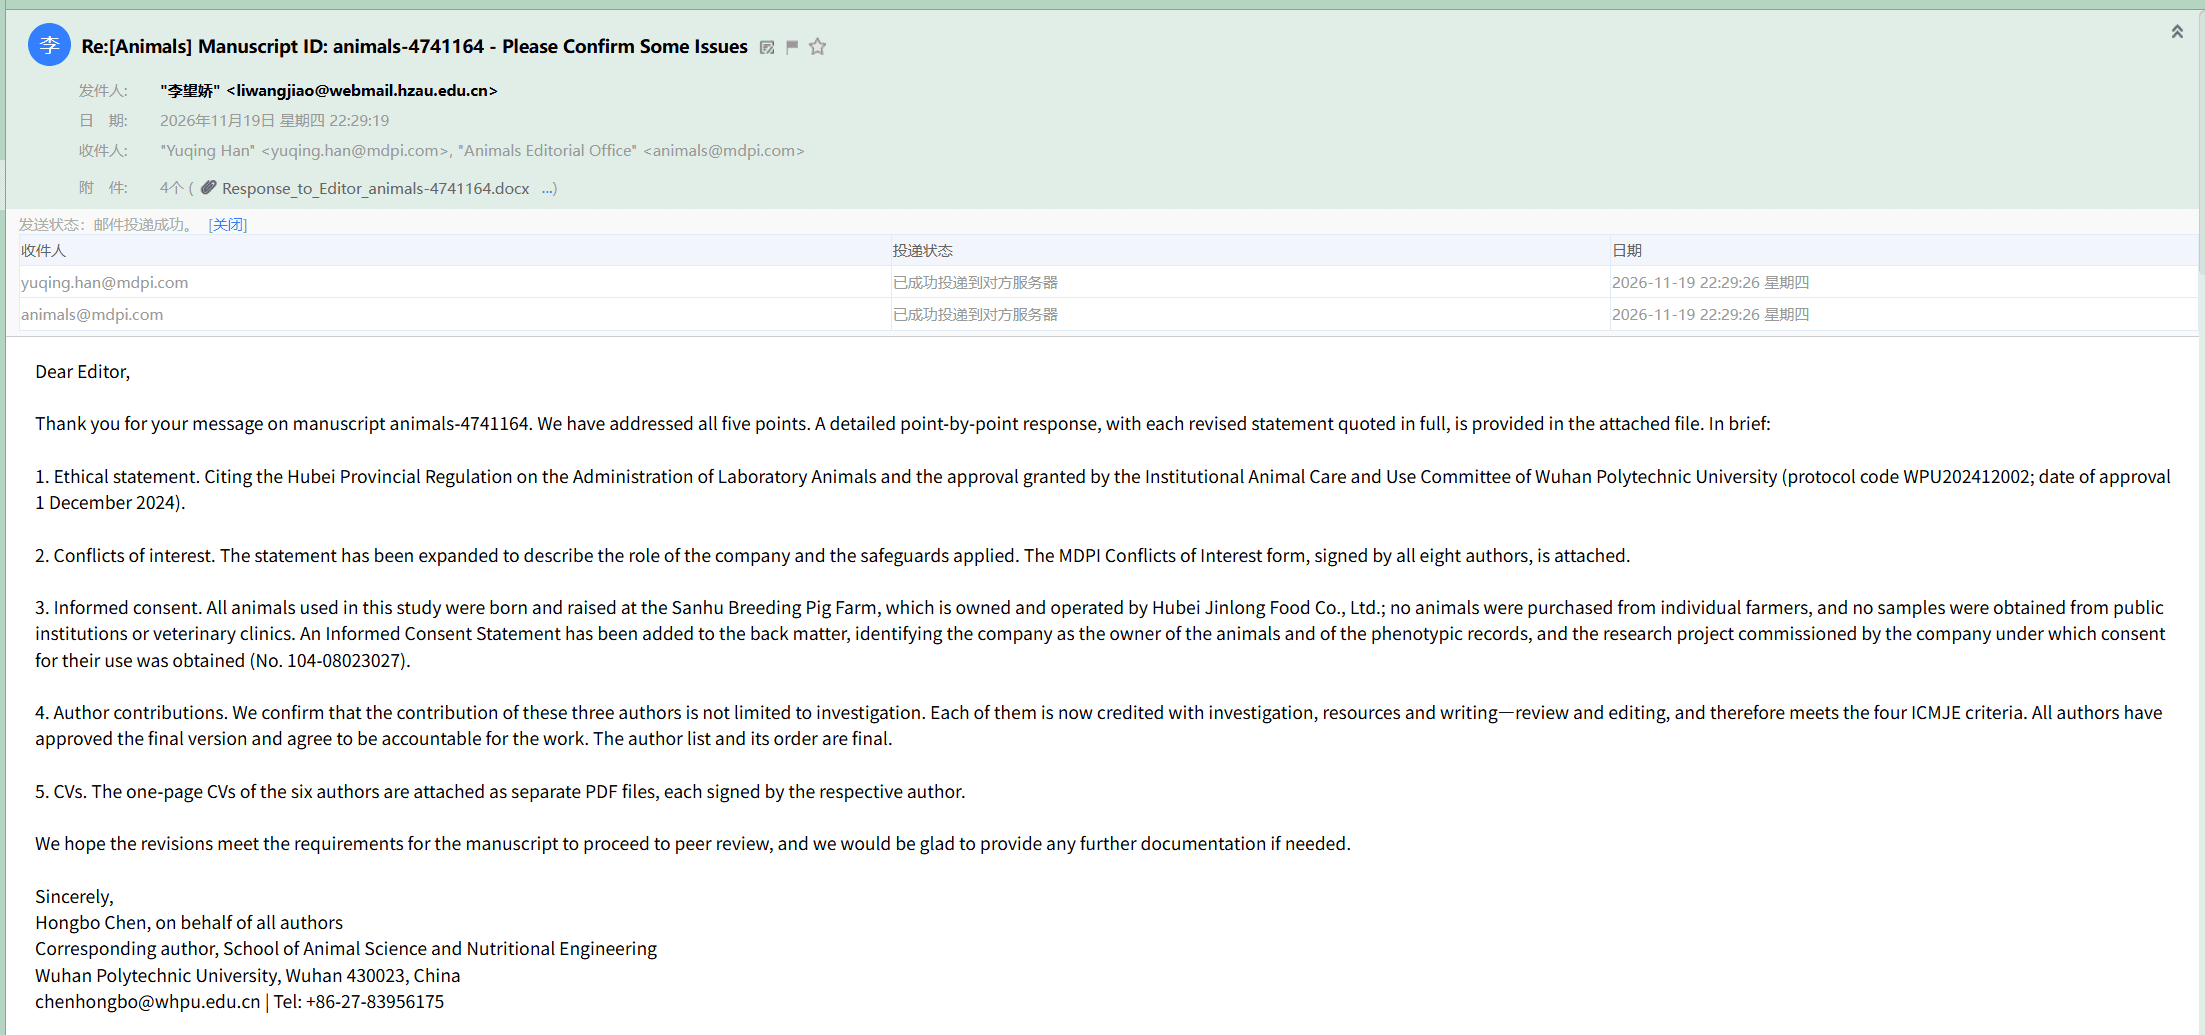 李 Re:[Animals] Manuscript ID: animals-4741164 - Please Confirm Some Issues
发件人: "李望娇" <liwangjiao@webmail.hzau.edu.cn>
日 期: 2026年11月19日 星期四 22:29:19
收件人: "Yuqing Han" <yuqing.han@mdpi.com>, "Animals Editorial Office" <animals@mdpi.com>
附 件: 4个 ( Response_to_Editor_animals-4741164.docx ...)
发送状态：邮件投递成功。 [关闭]
收件人 投递状态 日期
yuqing.han@mdpi.com 已成功投递到对方服务器 2026-11-19 22:29:26 星期四
animals@mdpi.com 已成功投递到对方服务器 2026-11-19 22:29:26 星期四
Dear Editor,
Thank you for your message on manuscript animals-4741164. We have addressed all five points. A detailed point-by-point response, with each revised statement quoted in full, is provided in the attached file. In brief:
1. Ethical statement. Citing the Hubei Provincial Regulation on the Administration of Laboratory Animals and the approval granted by the Institutional Animal Care and Use Committee of Wuhan Polytechnic University (protocol code WPU202412002; date of approval
1 December 2024).
2. Conflicts of interest. The statement has been expanded to describe the role of the company and the safeguards applied. The MDPI Conflicts of Interest form, signed by all eight authors, is attached.
3. Informed consent. All animals used in this study were born and raised at the Sanhu Breeding Pig Farm, which is owned and operated by Hubei Jinlong Food Co., Ltd.; no animals were purchased from individual farmers, and no samples were obtained from public
institutions or veterinary clinics. An Informed Consent Statement has been added to the back matter, identifying the company as the owner of the animals and of the phenotypic records, and the research project commissioned by the company under which consent
for their use was obtained (No. 104-08023027).
4. Author contributions. We confirm that the contribution of these three authors is not limited to investigation. Each of them is now credited with investigation, resources and writing—review and editing, and therefore meets the four ICMJE criteria. All authors have
approved the final version and agree to be accountable for the work. The author list and its order are final.
5. CVs. The one-page CVs of the six authors are attached as separate PDF files, each signed by the respective author.
We hope the revisions meet the requirements for the manuscript to proceed to peer review, and we would be glad to provide any further documentation if needed.
Sincerely,
Hongbo Chen, on behalf of all authors
Corresponding author, School of Animal Science and Nutritional Engineering
Wuhan Polytechnic University, Wuhan 430023, China
chenhongbo@whpu.edu.cn | Tel: +86-27-83956175